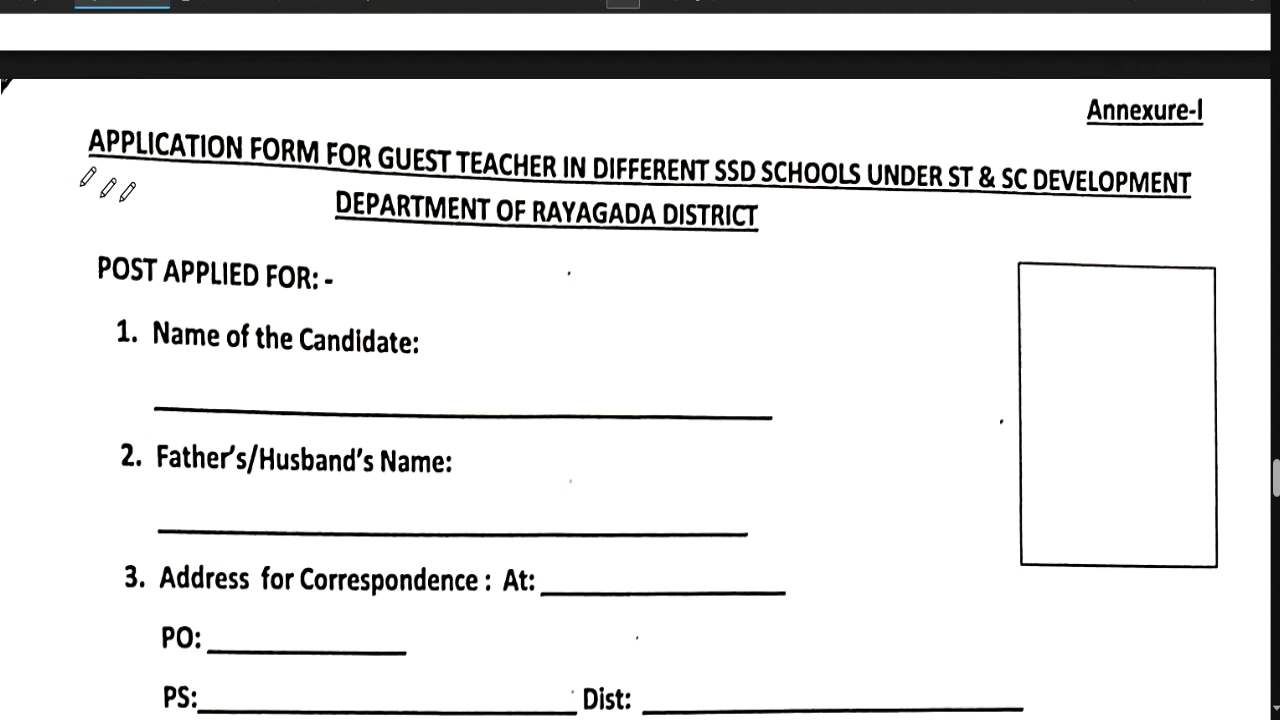 Annexure-I
APPLICATION FORM FOR GUEST TEACHER IN DIFFERENT SSD SCHOOLS UNDER ST & SC DEVELOPMENT
DEPARTMENT OF RAYAGADA DISTRICT
POST APPLIED FOR: -
1. Name of the Candidate:
2. Father's/Husband's Name:
3. Address for Correspondence : At:
PO:
PS: Dist: